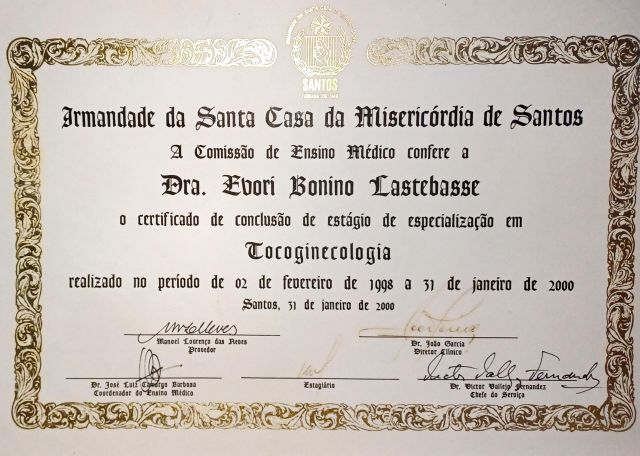 SANTOS
Irmandade da Santa Casa da Misericórdia de Santos
A Comissão de Ensino Médico confere a
Dra. Evori Bonino Lastebasse
o certificado de conclusão de estágio de especialização em
Tocoginecologia
realizado no período de 02 de fevereiro de 1998 a 31 de janeiro de 2000
Santos, 31 de janeiro de 2000
Manoel Lourenço das Neves
Provedor
Dr. João Garcia
Diretor Clínico
Dr. José Luiz Camargo Barbosa
Coordenador do Ensino Médico
Estagiário
Dr. Victor Vallejo Fernandez
Chefe do Serviço